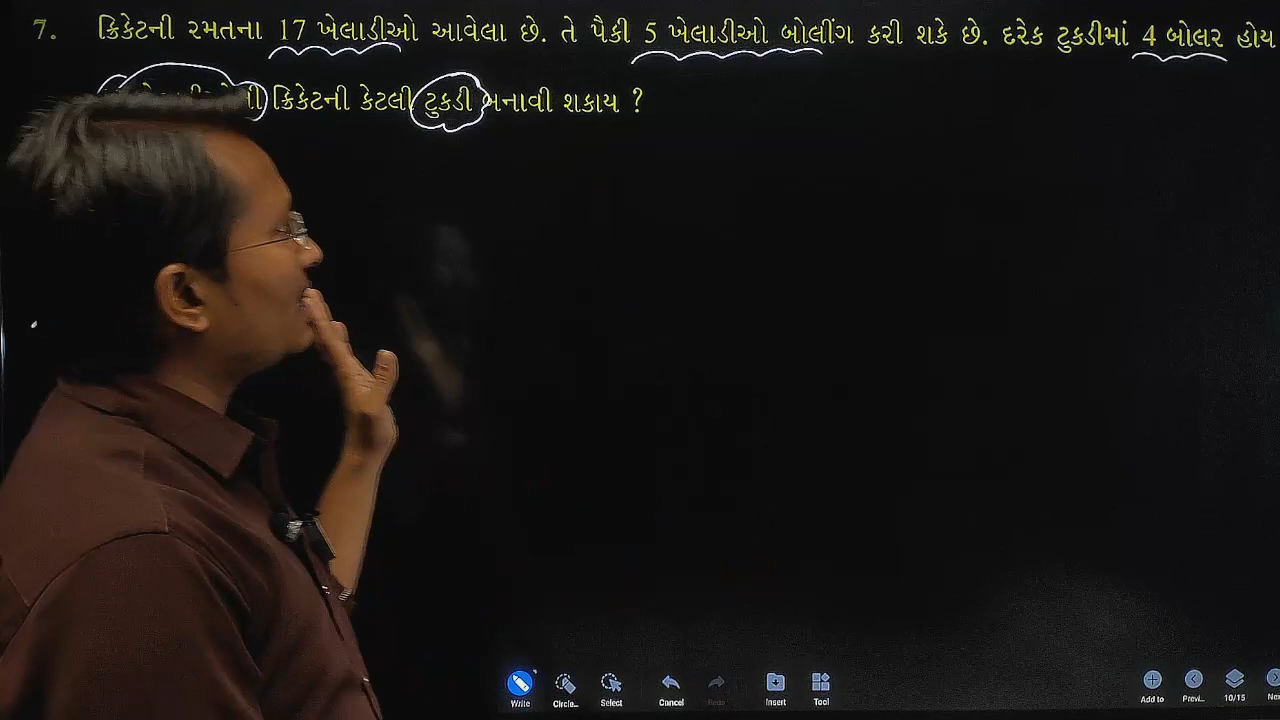 7. ક્રિકેટની રમતના 17 ખેલાડીઓ આવેલા છે. તે પૈકી 5 ખેલાડીઓ બોલીંગ કરી શકે છે. દરેક ટુકડીમાં 4 બોલર હોય
ક્રિકેટની કેટલી ટુકડી બનાવી શકાય ?
Write Circle... Select Cancel Redo Insert Tool Add to Previ... 10/15